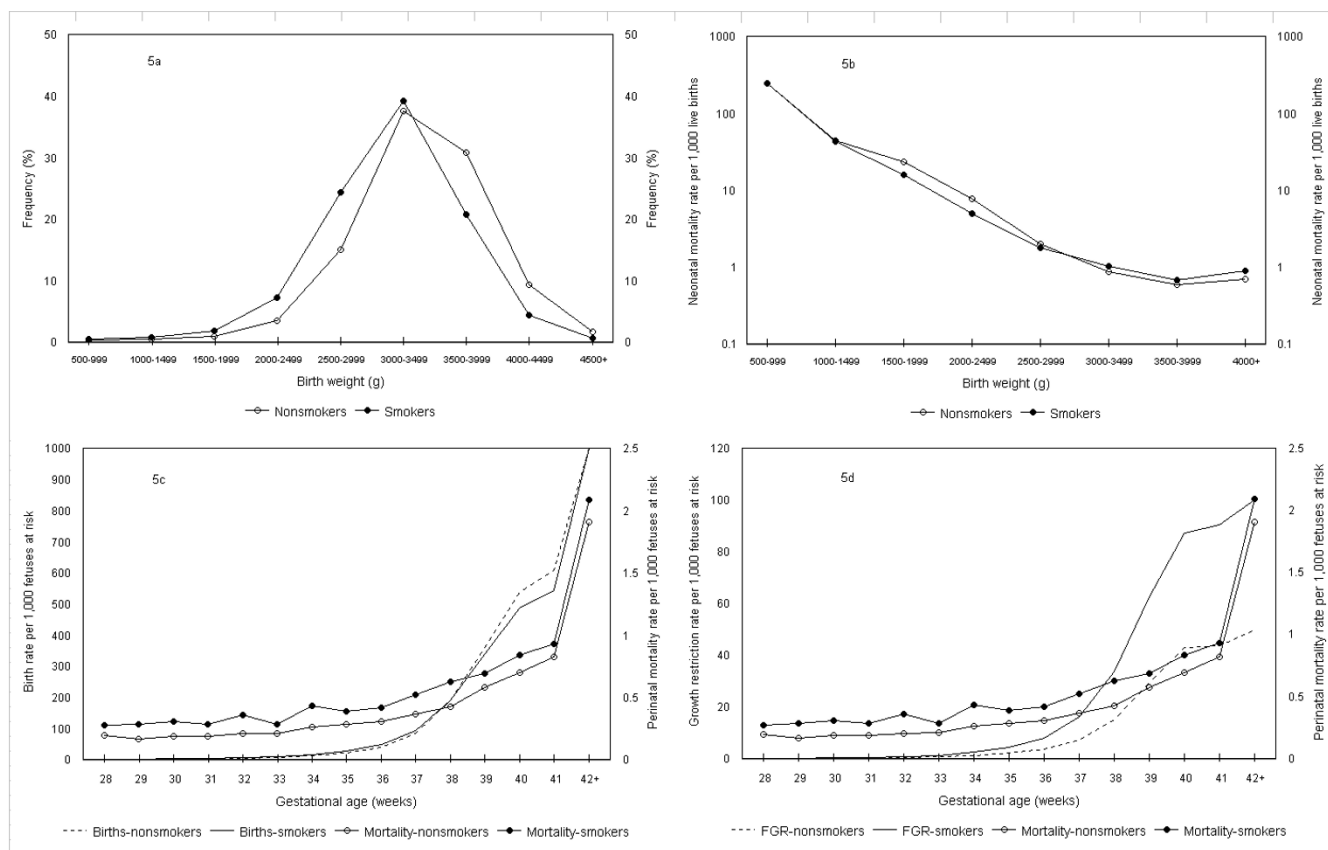 5a
50 50
40 40
30 30
20 20
10 10
0 0
Frequency (%)
Frequency (%)
500-999 1000-1499 1500-1999 2000-2499 2500-2999 3000-3499 3500-3999 4000-4499 4500+
Birth weight (g)
Nonsmokers Smokers
5b
1000 1000
100 100
10 10
1 1
0.1 0.1
Neonatal mortality rate per 1,000 live births
Neonatal mortality rate per 1,000 live births
500-999 1000-1499 1500-1999 2000-2499 2500-2999 3000-3499 3500-3999 4000+
Birth weight (g)
Nonsmokers Smokers
5c
1000 2.5
900
800 2
700
600 1.5
500
400 1
300
200 0.5
100
0 0
Birth rate per 1,000 fetuses at risk
Perinatal mortality rate per 1,000 fetuses at risk
28 29 30 31 32 33 34 35 36 37 38 39 40 41 42+
Gestational age (weeks)
Births-nonsmokers Births-smokers Mortality-nonsmokers Mortality-smokers
5d
120 2.5
100 2
80
1.5
60
1
40
20 0.5
0 0
Growth restriction rate per 1,000 fetuses at risk
Perinatal mortality rate per 1,000 fetuses at risk
28 29 30 31 32 33 34 35 36 37 38 39 40 41 42+
Gestational age (weeks)
FGR-nonsmokers FGR-smokers Mortality-nonsmokers Mortality-smokers